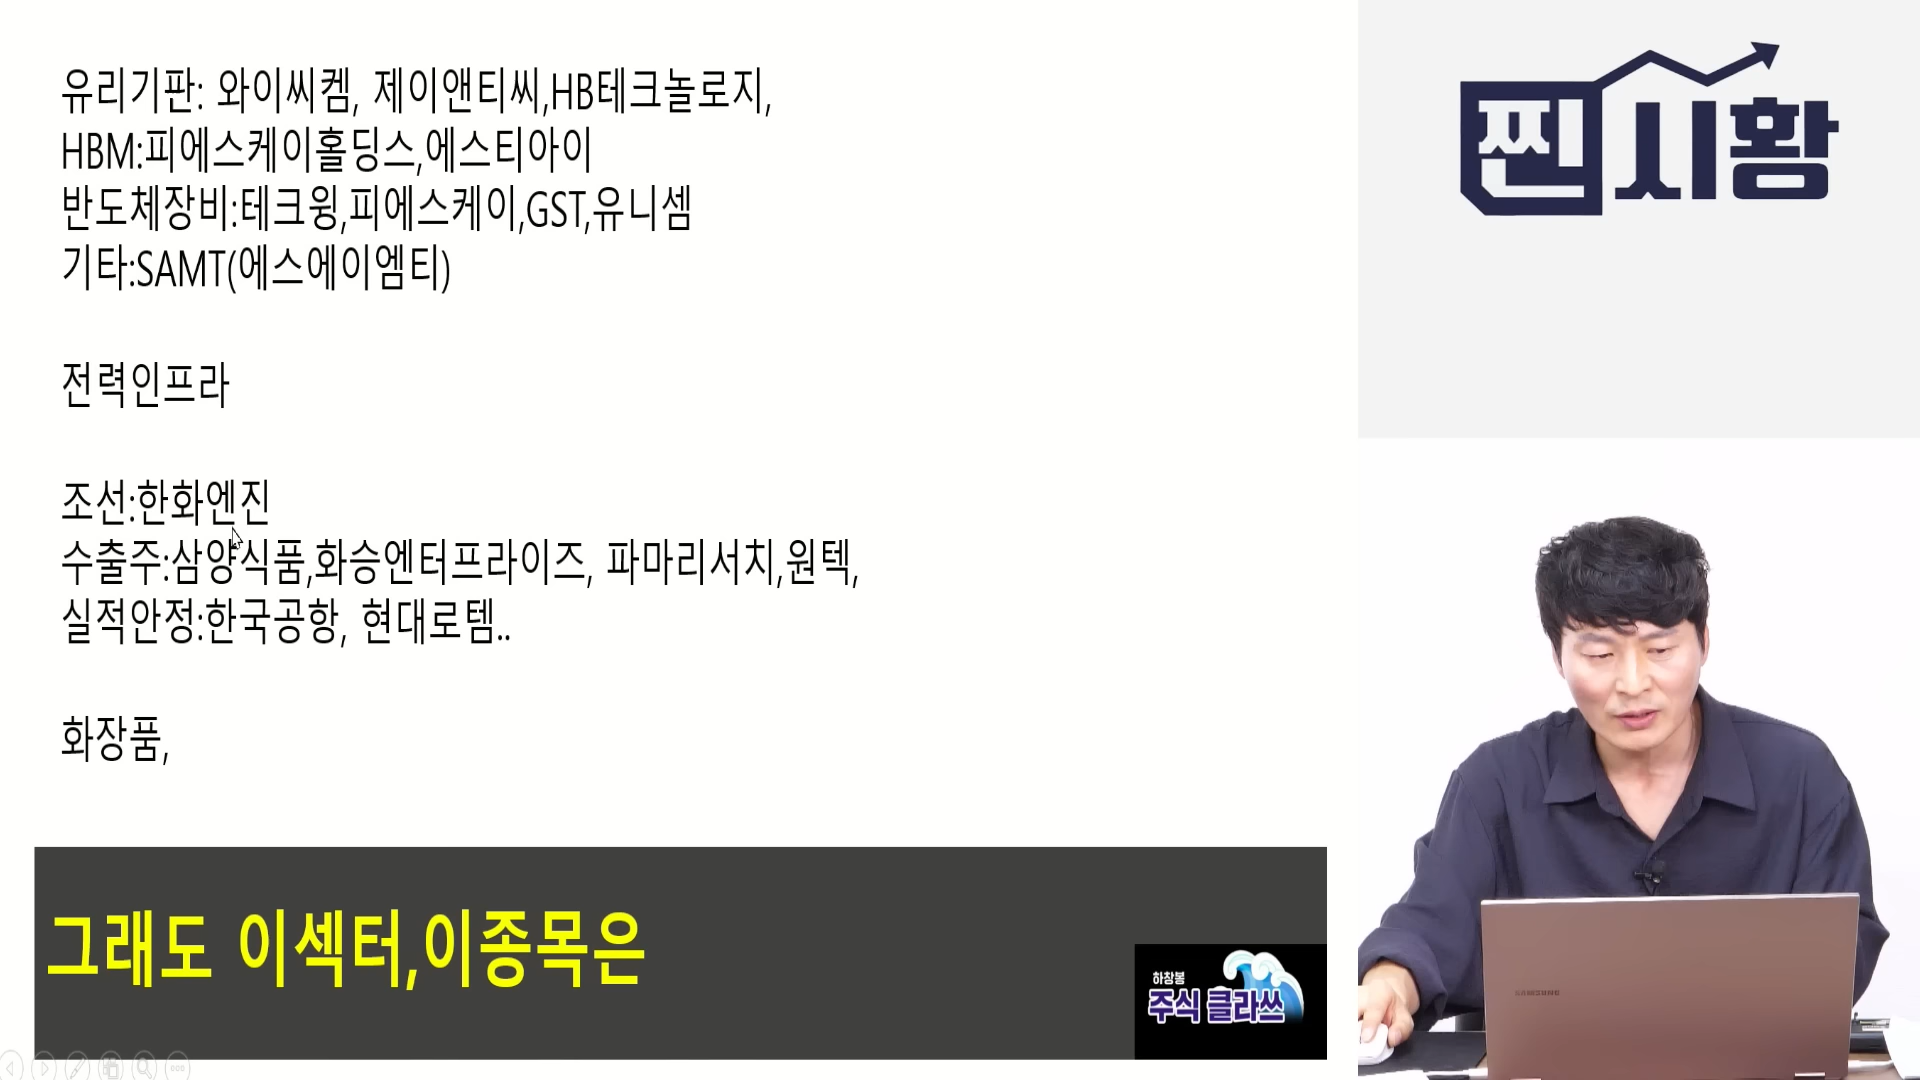 유리기판: 와이씨켐, 제이앤티씨,HB테크놀로지,
HBM:피에스케이홀딩스,에스티아이
반도체장비:테크윙,피에스케이,GST,유니셈
기타:SAMT(에스에이엠티)
전력인프라
조선:한화엔진
수출주:삼양식품,화승엔터프라이즈, 파마리서치,원텍,
실적안정:한국공항, 현대로템..
화장품,
그래도 이섹터,이종목은
하창봉
주식 클라쓰
찐시황
SAMSUNG